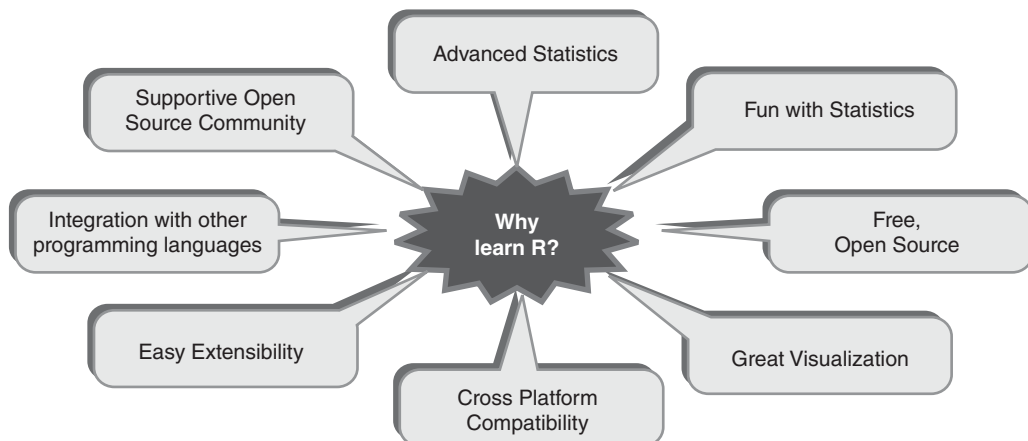 Advanced Statistics
Supportive Open
Source Community
Fun with Statistics
Integration with other
programming languages
Why
learn R?
Free,
Open Source
Easy Extensibility
Great Visualization
Cross Platform
Compatibility